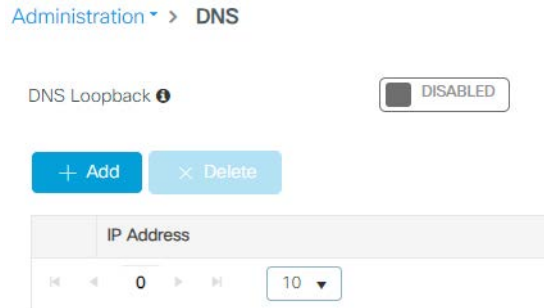 Administration > DNS
DNS Loopback
DISABLED
+ Add
× Delete
IP Address
0
10